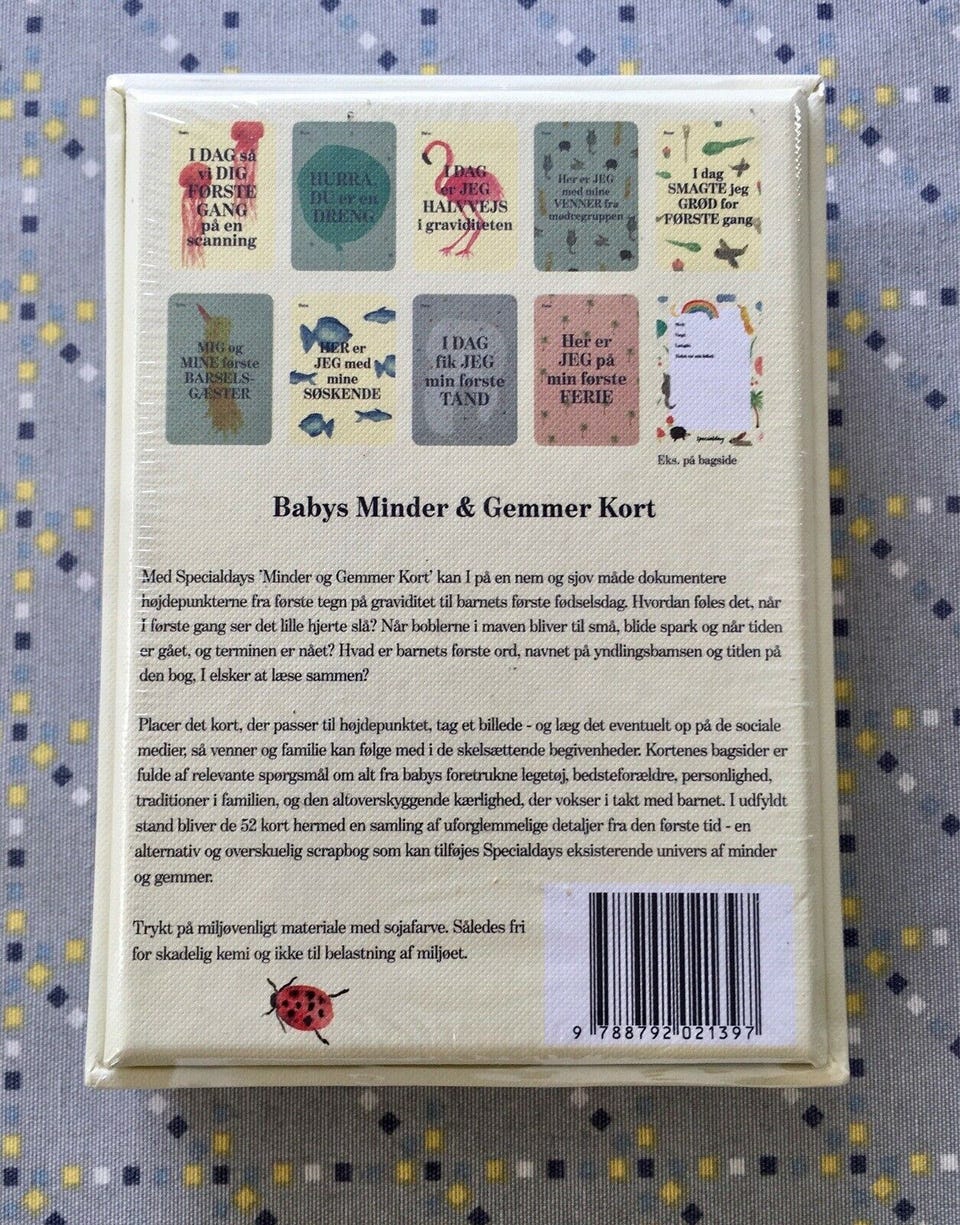 I DAG så
vi DIG
FØRSTE
GANG
på en
scanning
HURRA,
DU er en
DRENG
I DAG
er JEG
HALVVEJS
i graviditeten
Her er JEG
med mine
VENNER fra
mødregruppen
I dag
SMAGTE jeg
GRØD for
FØRSTE gang
MIG og
MINE første
BARSELS-
GÆSTER
HER er
JEG med
mine
SØSKENDE
I DAG
fik JEG
min første
TAND
Her er
JEG på
min første
FERIE
Specialday
Eks. på bagside
Babys Minder & Gemmer Kort
Med Specialdays 'Minder og Gemmer Kort' kan I på en nem og sjov måde dokumentere
højdepunkterne fra første tegn på graviditet til barnets første fødselsdag. Hvordan føles det, når
I første gang ser det lille hjerte slå? Når boblerne i maven bliver til små, blide spark og når tiden
er gået, og terminen er nået? Hvad er barnets første ord, navnet på yndlingsbamsen og titlen på
den bog, I elsker at læse sammen?
Placer det kort, der passer til højdepunktet, tag et billede - og læg det eventuelt op på de sociale
medier, så venner og familie kan følge med i de skelsættende begivenheder. Kortenes bagsider er
fulde af relevante spørgsmål om alt fra babys foretrukne legetøj, bedsteforældre, personlighed,
traditioner i familien, og den altoverskyggende kærlighed, der vokser i takt med barnet. I udfyldt
stand bliver de 52 kort hermed en samling af uforglemmelige detaljer fra den første tid - en
alternativ og overskuelig scrapbog som kan tilføjes Specialdays eksisterende univers af minder
og gemmer.
Trykt på miljøvenligt materiale med sojafarve. Således fri
for skadelig kemi og ikke til belastning af miljøet.
9 788792 021397